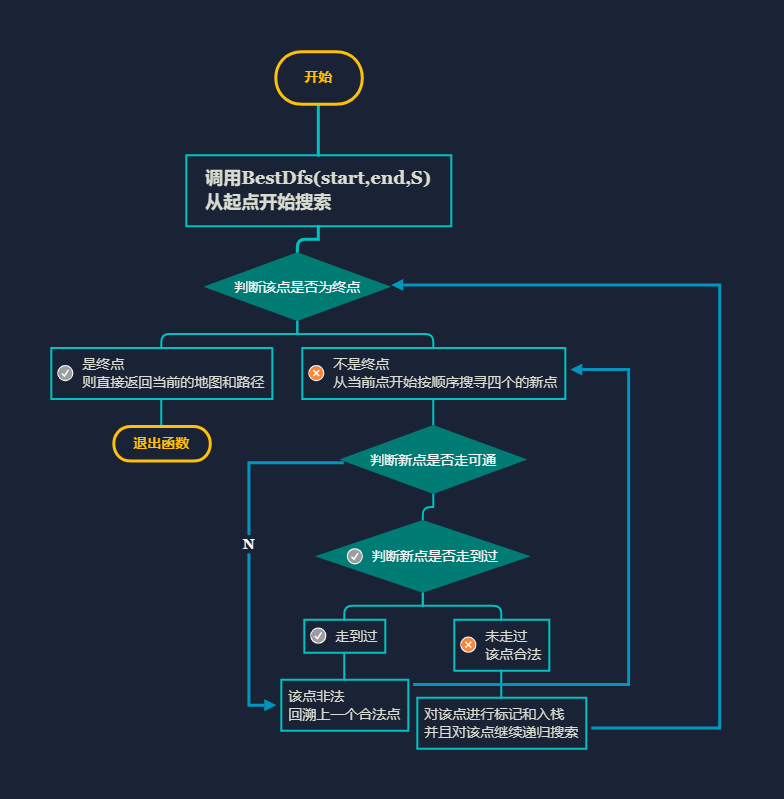 开始
调用BestDfs(start,end,S)
从起点开始搜索
判断该点是否为终点
是终点
则直接返回当前的地图和路径
不是终点
从当前点开始按顺序搜寻四个的新点
退出函数
判断新点是否走可通
N
判断新点是否走到过
走到过
未走过
该点合法
该点非法
回溯上一个合法点
对该点进行标记和入栈
并且对该点继续递归搜索